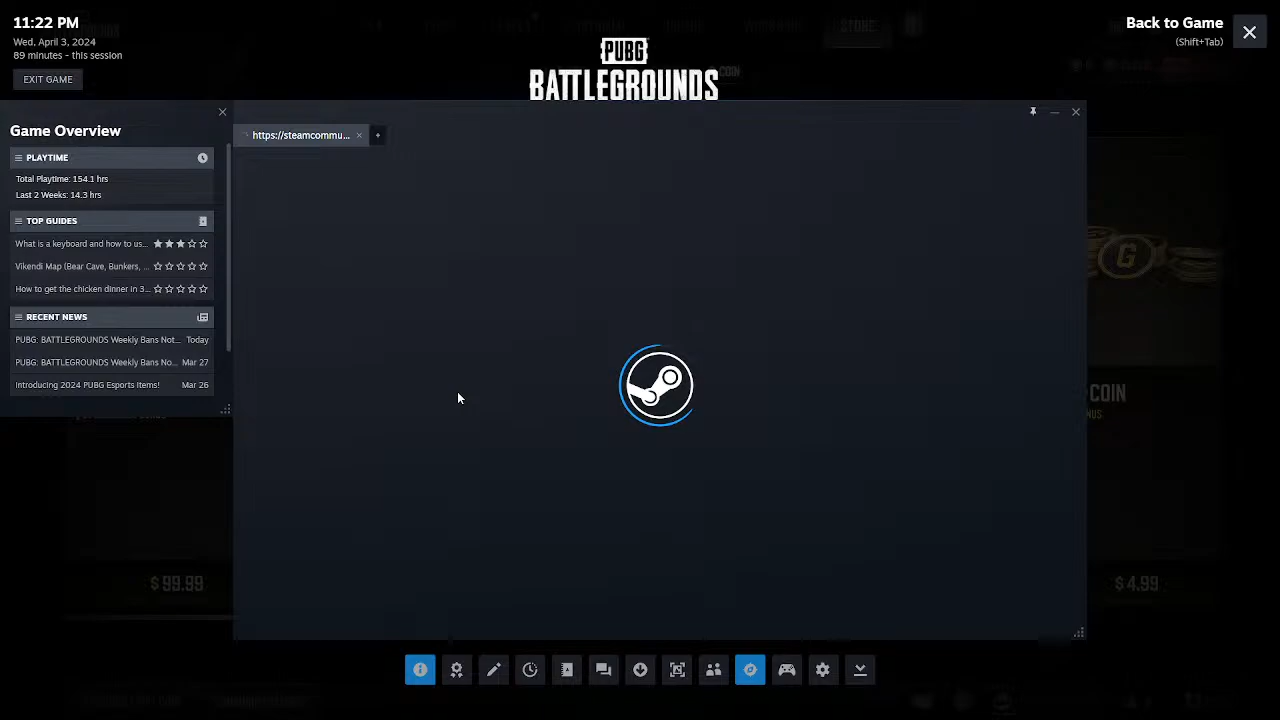 11:22 PM
Wed. April 3, 2024
89 minutes - this session
EXIT GAME
Back to Game
(Shift+Tab)
STORE
PUBG
BATTLEGROUNDS
COIN
Game Overview
PLAYTIME
Total Playtime: 154.1 hrs
Last 2 Weeks: 14.3 hrs
TOP GUIDES
What is a keyboard and how to us...
Vikendi Map (Bear Cave, Bunkers, ...
How to get the chicken dinner in 3...
RECENT NEWS
PUBG: BATTLEGROUNDS Weekly Bans Not... Today
PUBG: BATTLEGROUNDS Weekly Bans No... Mar 27
Introducing 2024 PUBG Esports Items! Mar 26
https://steamcommu...
G
COIN
$99.99
$4.99